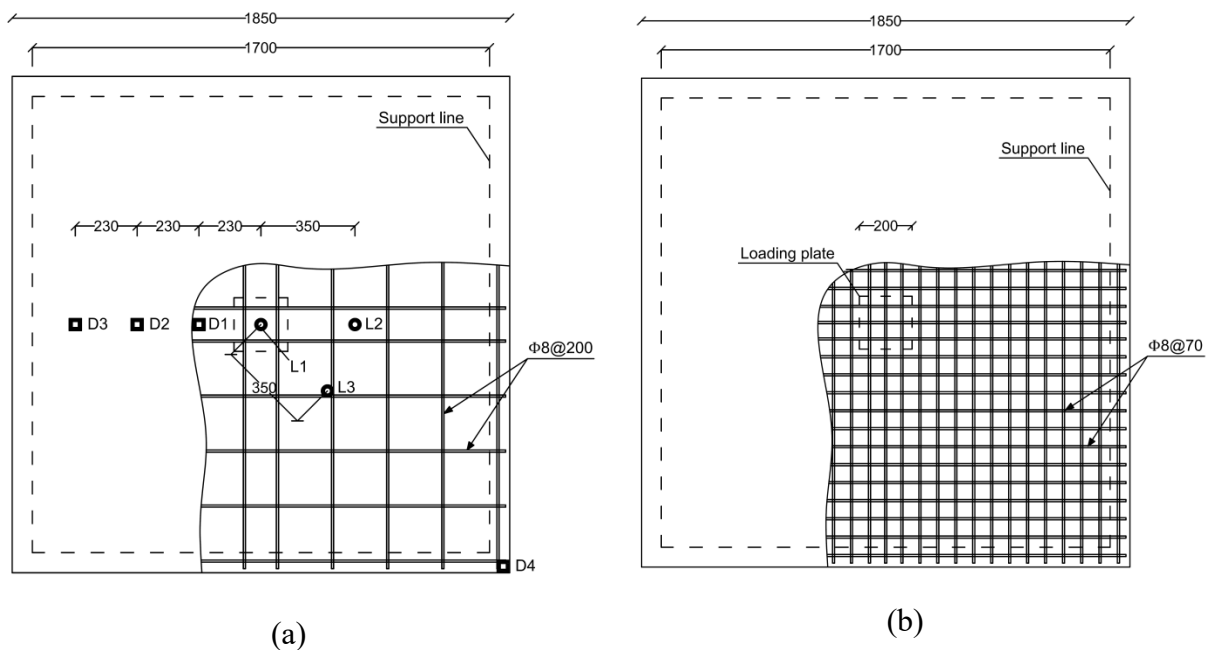 1850
1700
Support line
230
230
230
350
D3
D2
D1
L2
L1
350
L3
Φ8@200
D4
(a)
1850
1700
Support line
200
Loading plate
Φ8@70
(b)